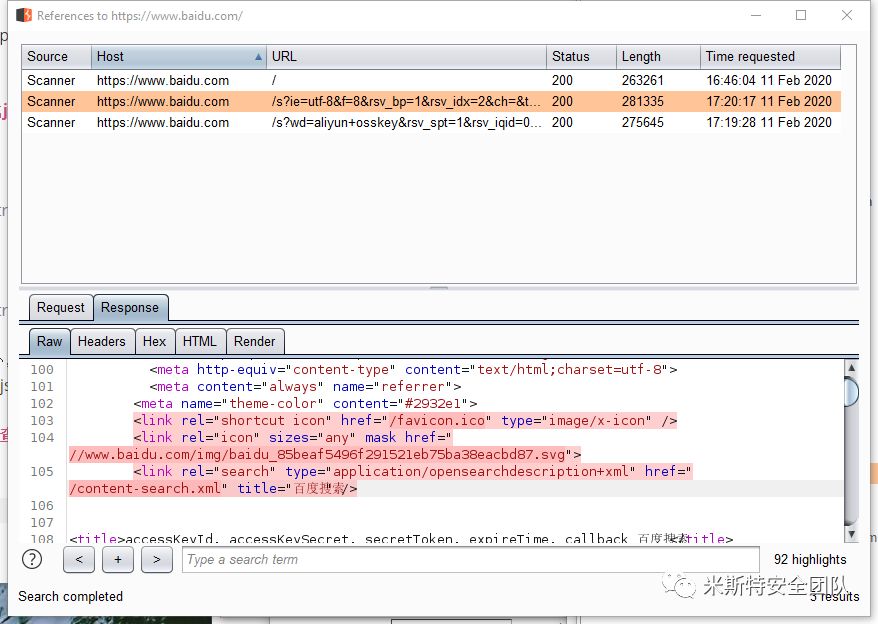 References to https://www.baidu.com/
Source Host URL Status Length Time requested
Scanner https://www.baidu.com / 200 263261 16:46:04 11 Feb 2020
Scanner https://www.baidu.com /s?ie=utf-8&f=8&rsv_bp=1&rsv_idx=2&ch=&t... 200 281335 17:20:17 11 Feb 2020
Scanner https://www.baidu.com /s?wd=aliyun+osskey&rsv_spt=1&rsv_iqid=0... 200 275645 17:19:28 11 Feb 2020
Request Response
Raw Headers Hex HTML Render
100 <meta http-equiv="content-type" content="text/html;charset=utf-8">
101 <meta content="always" name="referrer">
102 <meta name="theme-color" content="#2932e1">
103 <link rel="shortcut icon" href="/favicon.ico" type="image/x-icon" />
104 <link rel="icon" sizes="any" mask href="
//www.baidu.com/img/baidu_85beaf5496f291521eb75ba38eacbd87.svg">
105 <link rel="search" type="application/opensearchdescription+xml" href="
/content-search.xml" title="百度搜索"/>
106
107
108 <title>accessKeyId, accessKeySecret, secretToken, expireTime, callback_百度搜索</title>
? < + > Type a search term 92 highlights
米斯特安全团队
Search completed 3 results